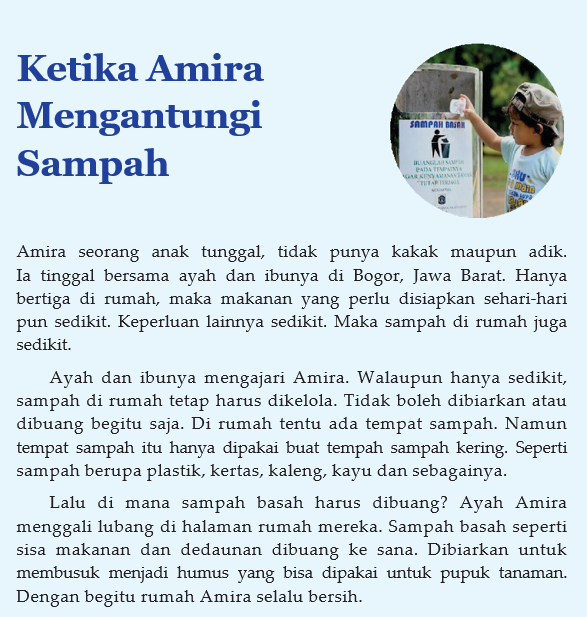 Ketika Amira
Mengantungi
Sampah
SAMPAH BASAH
BUANGLAH SAMPAH
PADA TEMPATNYA
AGAR KENYAMANAN
TETAP TERJAGA
Amira seorang anak tunggal, tidak punya kakak maupun adik.
Ia tinggal bersama ayah dan ibunya di Bogor, Jawa Barat. Hanya
bertiga di rumah, maka makanan yang perlu disiapkan sehari-hari
pun sedikit. Keperluan lainnya sedikit. Maka sampah di rumah juga
sedikit.
Ayah dan ibunya mengajari Amira. Walaupun hanya sedikit,
sampah di rumah tetap harus dikelola. Tidak boleh dibiarkan atau
dibuang begitu saja. Di rumah tentu ada tempat sampah. Namun
tempat sampah itu hanya dipakai buat tempah sampah kering. Seperti
sampah berupa plastik, kertas, kaleng, kayu dan sebagainya.
Lalu di mana sampah basah harus dibuang? Ayah Amira
menggali lubang di halaman rumah mereka. Sampah basah seperti
sisa makanan dan dedaunan dibuang ke sana. Dibiarkan untuk
membusuk menjadi humus yang bisa dipakai untuk pupuk tanaman.
Dengan begitu rumah Amira selalu bersih.